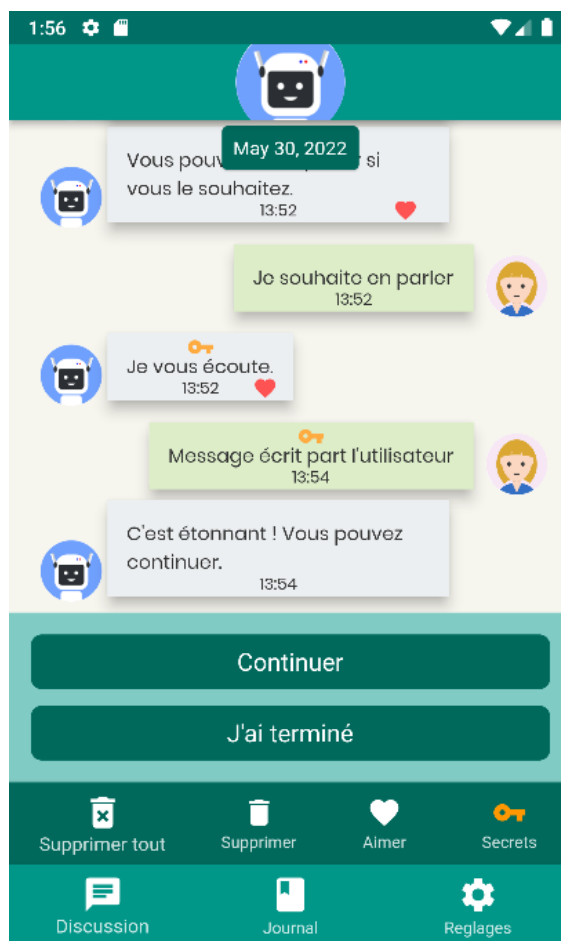 1:56
May 30, 2022
Vous si
vous le souhaitez.
13:52
Je souhaite en parler
13:52
Je vous écoute.
13:52
Message écrit part l'utilisateur
13:54
C'est étonnant ! Vous pouvez
continuer.
13:54
Continuer
J'ai terminé
Supprimer tout
Supprimer
Aimer
Secrets
Discussion
Journal
Reglages